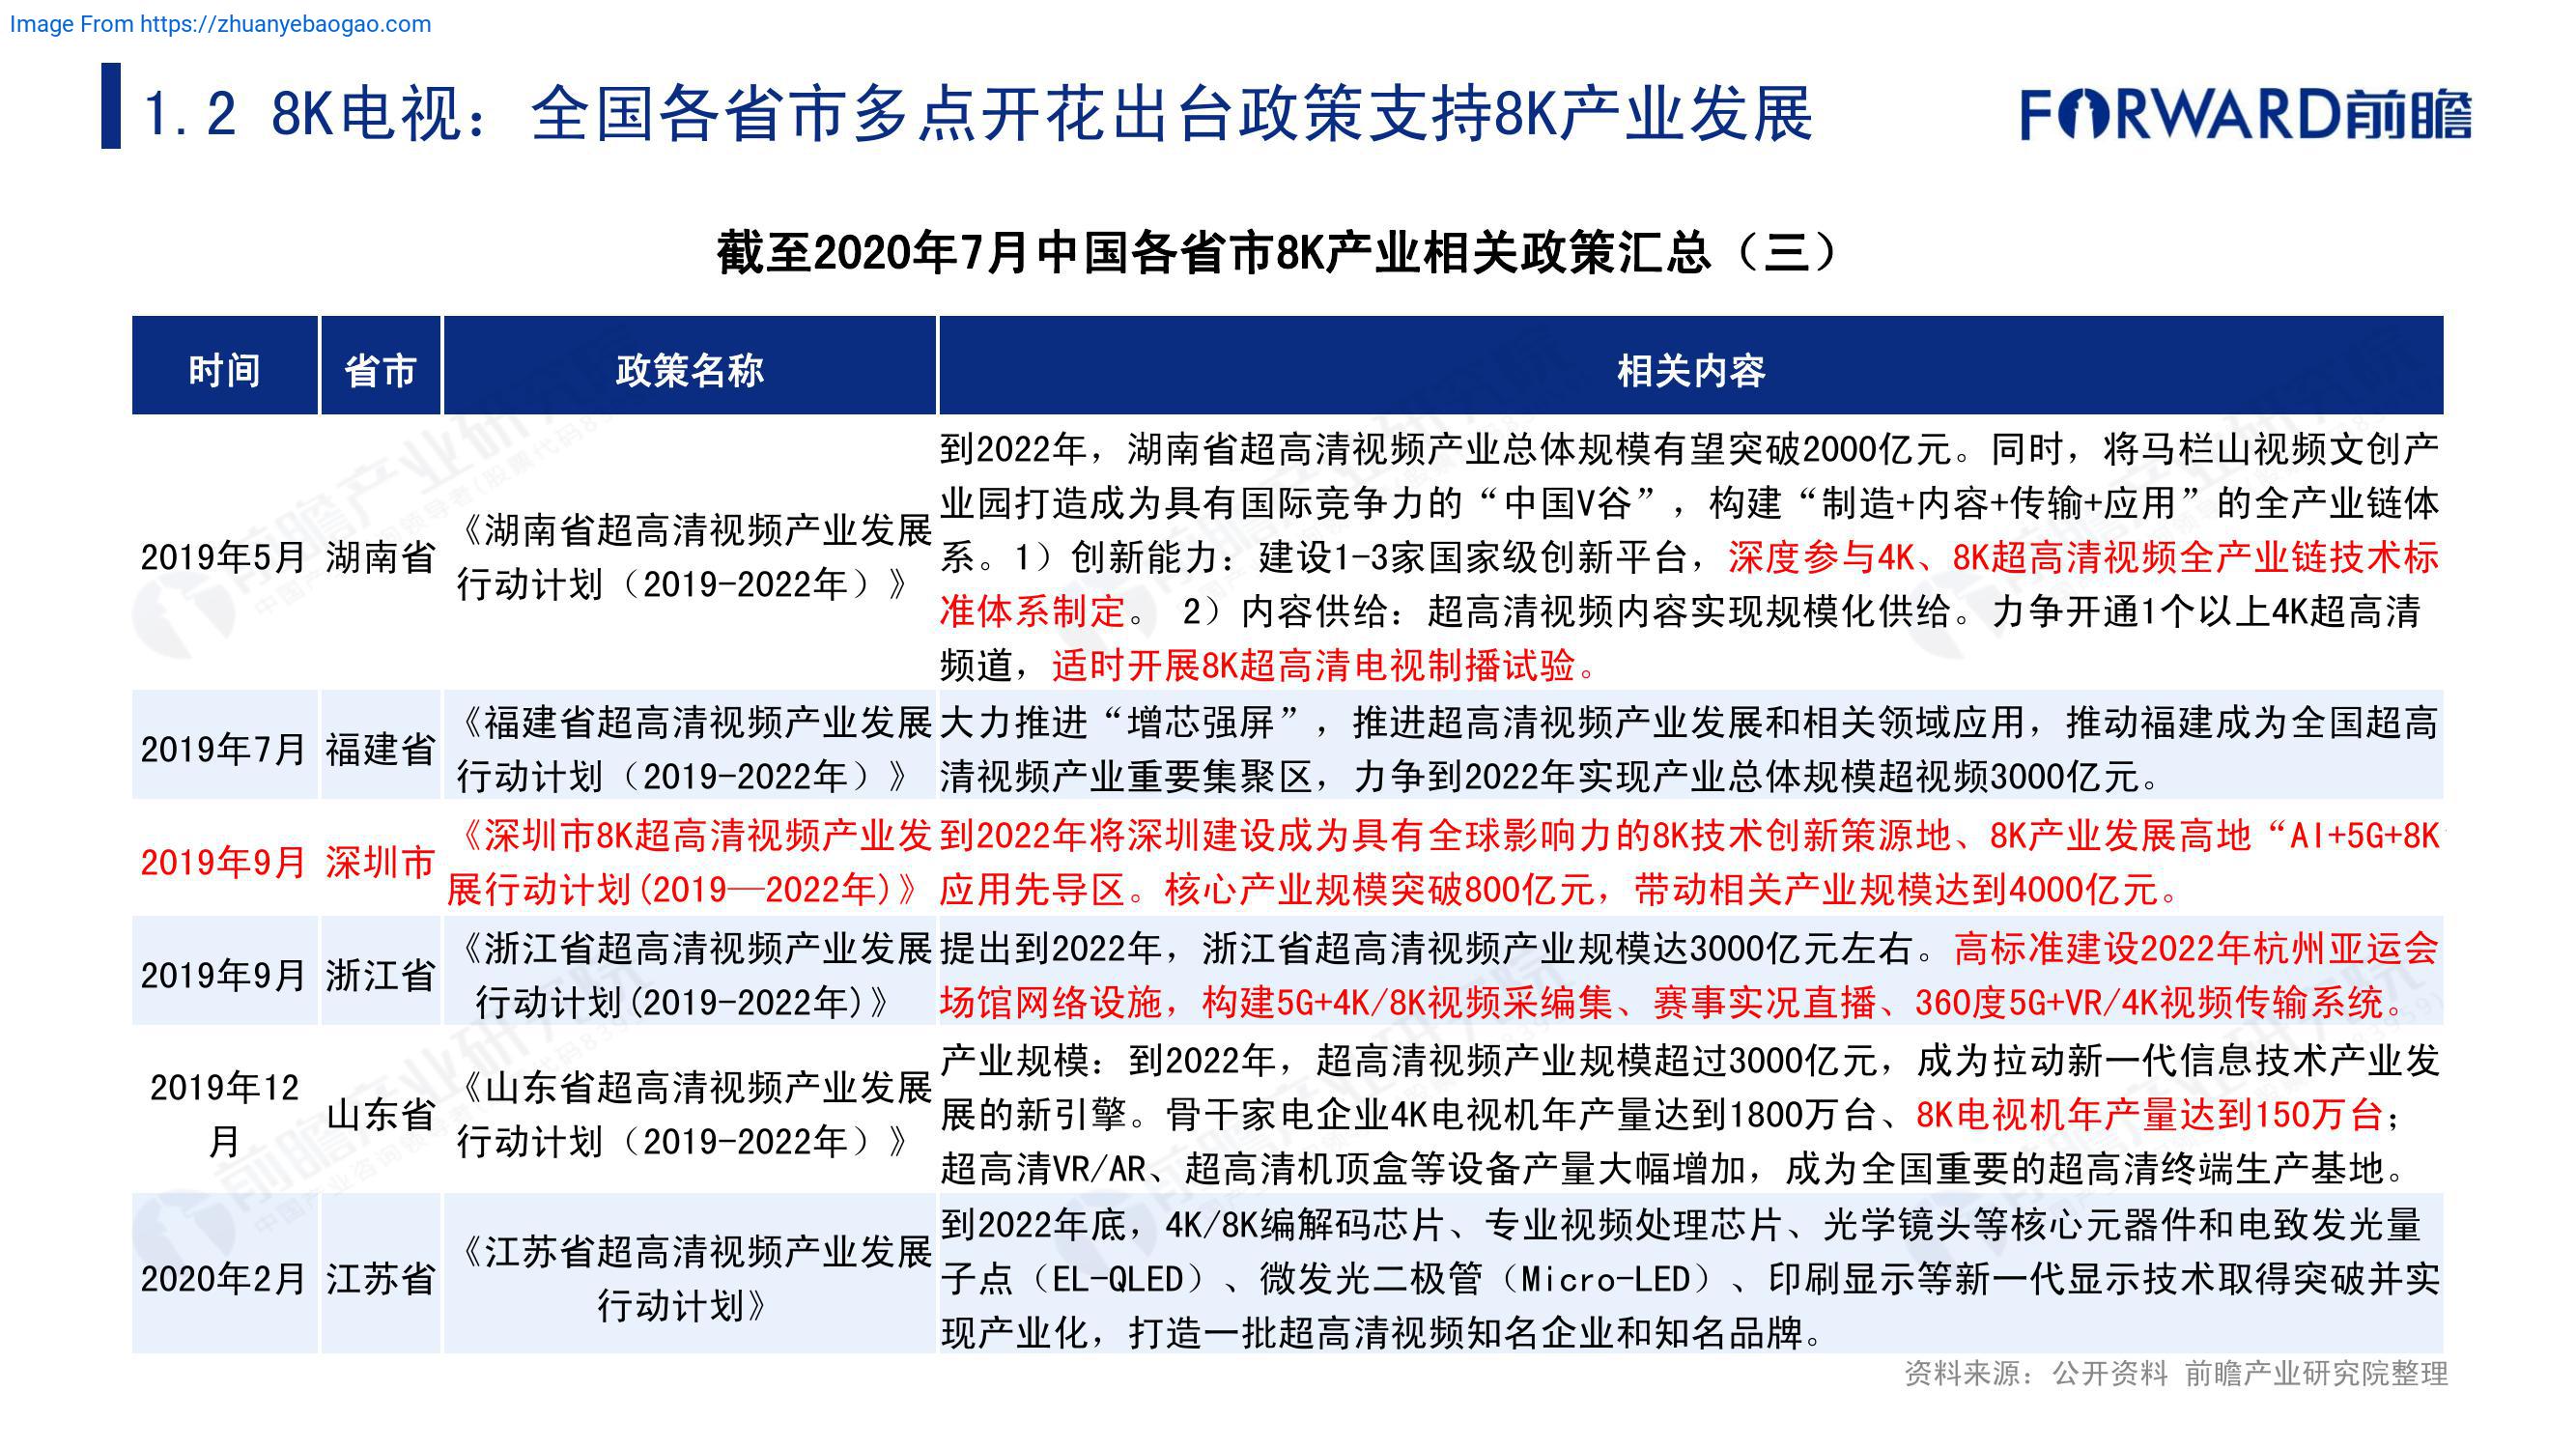 Image From https://zhuanyebaogao.com
1.2 8K电视：全国各省市多点开花出台政策支持8K产业发展
FORWARD前瞻
截至2020年7月中国各省市8K产业相关政策汇总（三）
时间
省市
政策名称
相关内容
2019年5月
湖南省
《湖南省超高清视频产业发展
行动计划（2019-2022年）》
到2022年，湖南省超高清视频产业总体规模有望突破2000亿元。同时，将马栏山视频文创产
业园打造成为具有国际竞争力的“中国V谷”，构建“制造+内容+传输+应用”的全产业链体
系。1）创新能力：建设1-3家国家级创新平台，深度参与4K、8K超高清视频全产业链技术标
准体系制定。 2）内容供给：超高清视频内容实现规模化供给。力争开通1个以上4K超高清
频道，适时开展8K超高清电视制播试验。
2019年7月
福建省
《福建省超高清视频产业发展
行动计划（2019-2022年）》
大力推进“增芯强屏”，推进超高清视频产业发展和相关领域应用，推动福建成为全国超高
清视频产业重要集聚区，力争到2022年实现产业总体规模超视频3000亿元。
2019年9月
深圳市
《深圳市8K超高清视频产业发
展行动计划(2019—2022年)》
到2022年将深圳建设成为具有全球影响力的8K技术创新策源地、8K产业发展高地“AI+5G+8K
应用先导区。核心产业规模突破800亿元，带动相关产业规模达到4000亿元。
2019年9月
浙江省
《浙江省超高清视频产业发展
行动计划(2019-2022年)》
提出到2022年，浙江省超高清视频产业规模达3000亿元左右。高标准建设2022年杭州亚运会
场馆网络设施，构建5G+4K/8K视频采编集、赛事实况直播、360度5G+VR/4K视频传输系统。
2019年12
月
山东省
《山东省超高清视频产业发展
行动计划（2019-2022年）》
产业规模：到2022年，超高清视频产业规模超过3000亿元，成为拉动新一代信息技术产业发
展的新引擎。骨干家电企业4K电视机年产量达到1800万台、8K电视机年产量达到150万台；
超高清VR/AR、超高清机顶盒等设备产量大幅增加，成为全国重要的超高清终端生产基地。
2020年2月
江苏省
《江苏省超高清视频产业发展
行动计划》
到2022年底，4K/8K编解码芯片、专业视频处理芯片、光学镜头等核心元器件和电致发光量
子点（EL-QLED）、微发光二极管（Micro-LED）、印刷显示等新一代显示技术取得突破并实
现产业化，打造一批超高清视频知名企业和知名品牌。
资料来源：公开资料 前瞻产业研究院整理